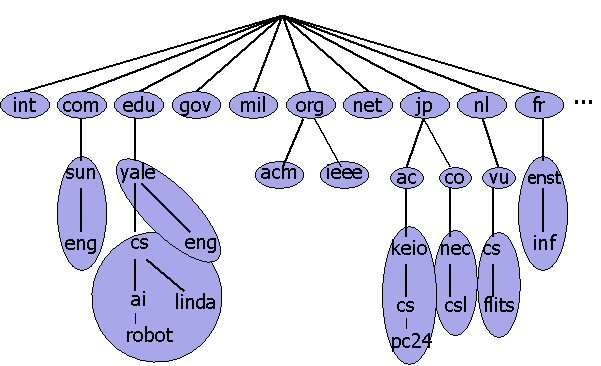 int com edu gov mil org net jp nl fr ...
sun yale acm ieee ac co vu enst
eng cs eng keio nec cs inf
ai linda cs csl flits
robot pc24